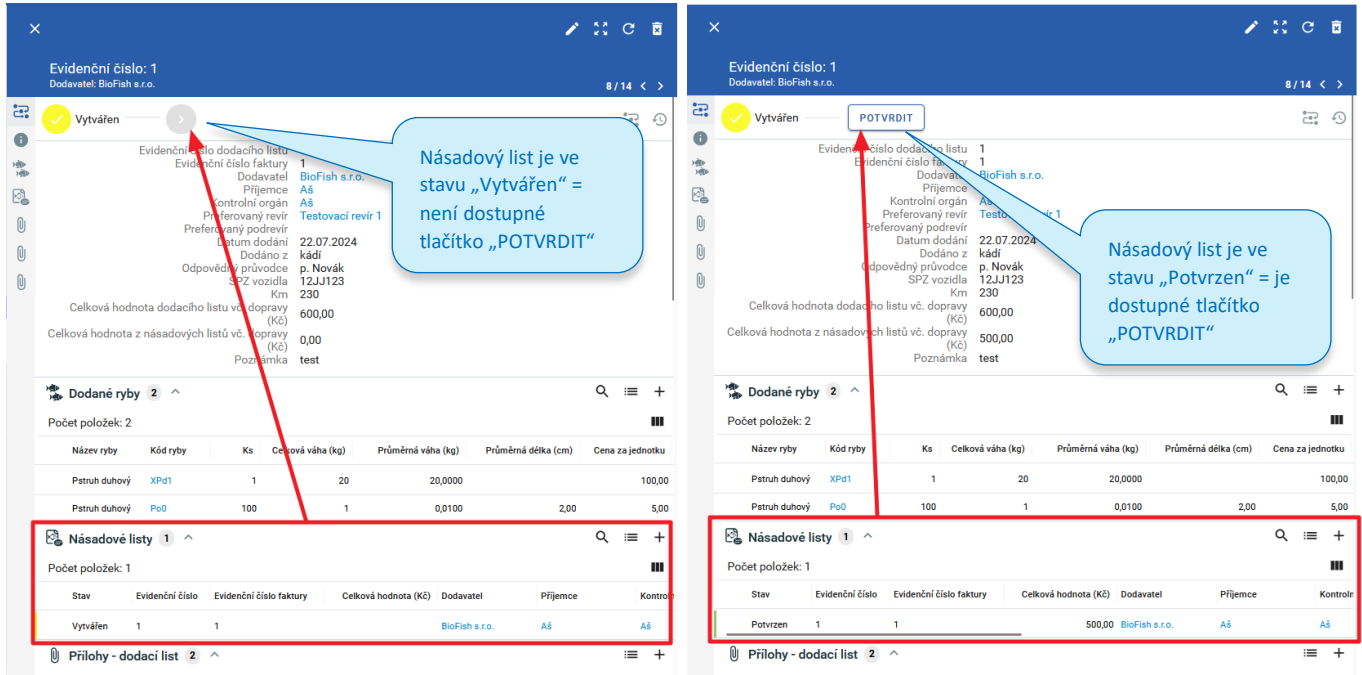 Evidenční číslo: 1
Dodavatel: BioFish s.r.o.
8 / 14
Vytvářen
Evidenční číslo dodacího listu
Evidenční číslo faktury 1
Dodavatel BioFish s.r.o.
Příjemce Aš
Kontrolní orgán Aš
Preferovaný revír Testovací revír 1
Preferovaný podrevír
Datum dodání 22.07.2024
Dodáno z kádí
Odpovědný průvodce p. Novák
SPZ vozidla 12JJ123
Km 230
Celková hodnota dodacího listu vč. dopravy
(Kč) 600,00
Celková hodnota z násadových listů vč. dopravy
(Kč) 0,00
Poznámka test
Násadový list je ve
stavu „Vytvářen“ =
není dostupné
tlačítko „POTVRDIT“
Dodané ryby 2
Počet položek: 2
Název ryby Kód ryby Ks Celková váha (kg) Průměrná váha (kg) Průměrná délka (cm) Cena za jednotku
Pstruh duhový XPd1 1 20 20,0000 100,00
Pstruh duhový Po0 100 1 0,0100 2,00 5,00
Násadové listy 1
Počet položek: 1
Stav Evidenční číslo Evidenční číslo faktury Celková hodnota (Kč) Dodavatel Příjemce Kontroln
Vytvářen 1 1 BioFish s.r.o. Aš Aš
Přílohy - dodací list 2
Evidenční číslo: 1
Dodavatel: BioFish s.r.o.
8 / 14
Vytvářen POTVRDIT
Evidenční číslo dodacího listu 1
Evidenční číslo faktury 1
Dodavatel BioFish s.r.o.
Příjemce
Kontrolní orgán Aš
Preferovaný revír Testovací revír 1
Preferovaný podrevír
Datum dodání 22.07.2024
Dodáno z kádí
Odpovědný průvodce p. Novák
SPZ vozidla 12JJ123
Km 230
Celková hodnota dodacího listu vč. dopravy
(Kč) 600,00
Celková hodnota z násadových listů vč. dopravy
(Kč) 500,00
Poznámka test
Násadový list je ve
stavu „Potvrzen“ = je
dostupné tlačítko
„POTVRDIT“
Dodané ryby 2
Počet položek: 2
Název ryby Kód ryby Ks Celková váha (kg) Průměrná váha (kg) Průměrná délka (cm) Cena za jednotku
Pstruh duhový XPd1 1 20 20,0000 100,00
Pstruh duhový Po0 100 1 0,0100 2,00 5,00
Násadové listy 1
Počet položek: 1
Stav Evidenční číslo Evidenční číslo faktury Celková hodnota (Kč) Dodavatel Příjemce Kontroln
Potvrzen 1 1 500,00 BioFish s.r.o. Aš Aš
Přílohy - dodací list 2